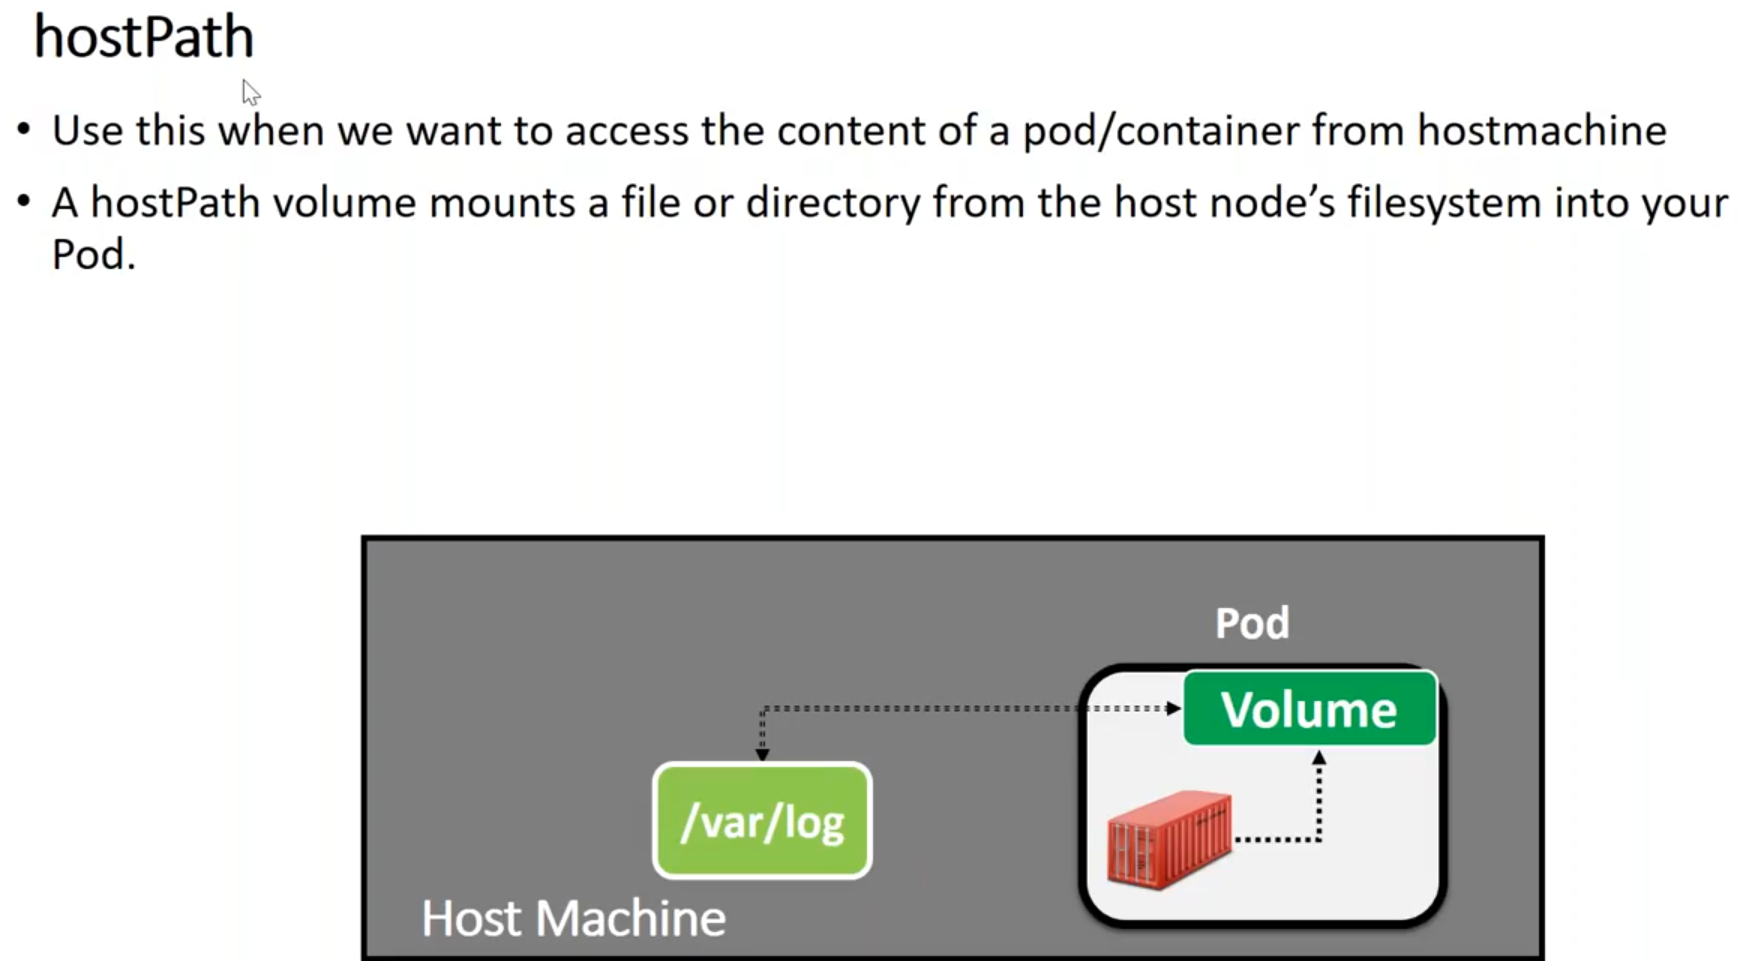 hostPath
• Use this when we want to access the content of a pod/container from hostmachine
• A hostPath volume mounts a file or directory from the host node’s filesystem into your
Pod.
Pod
Volume
/var/log
Host Machine